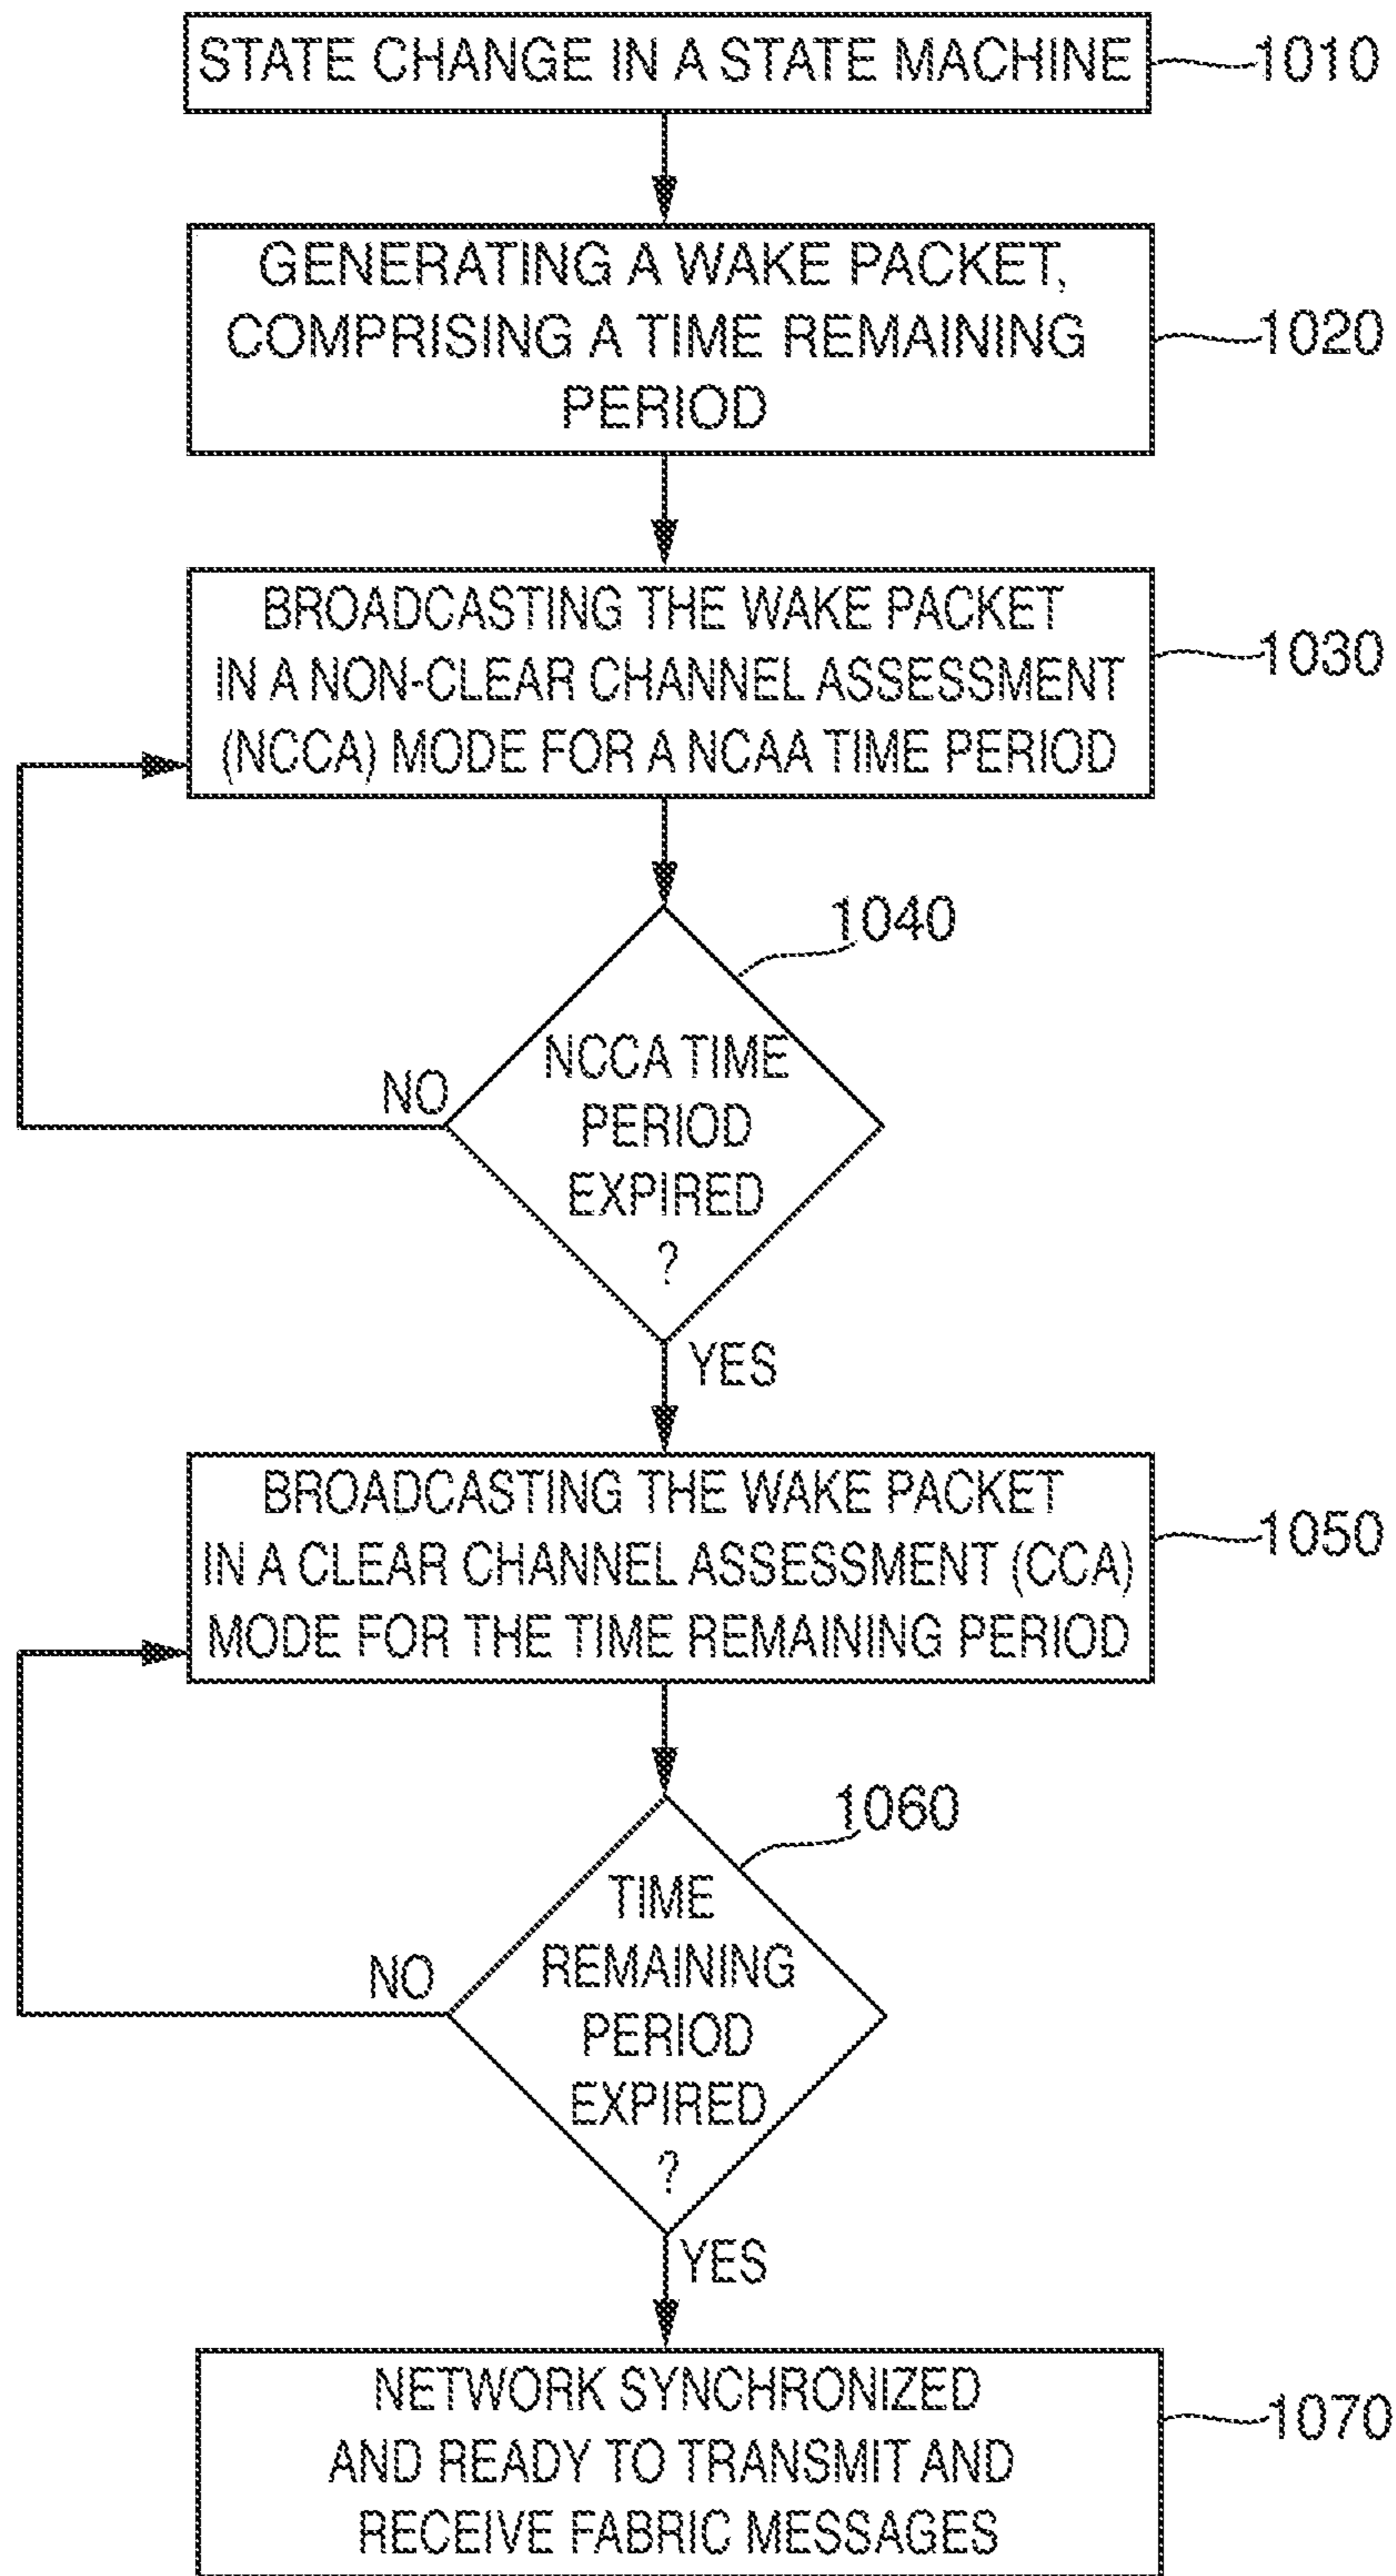 STATE CHANGE IN A STATE MACHINE
1010
GENERATING A WAKE PACKET,
COMPRISING A TIME REMAINING
PERIOD
1020
BROADCASTING THE WAKE PACKET
IN A NON-CLEAR CHANNEL ASSESSMENT
(NCCA) MODE FOR A NCAA TIME PERIOD
1030
1040
NCCA TIME
PERIOD
EXPIRED
?
NO
YES
BROADCASTING THE WAKE PACKET
IN A CLEAR CHANNEL ASSESSMENT (CCA)
MODE FOR THE TIME REMAINING PERIOD
1050
1060
TIME
REMAINING
PERIOD
EXPIRED
?
NO
YES
NETWORK SYNCHRONIZED
AND READY TO TRANSMIT AND
RECEIVE FABRIC MESSAGES
1070